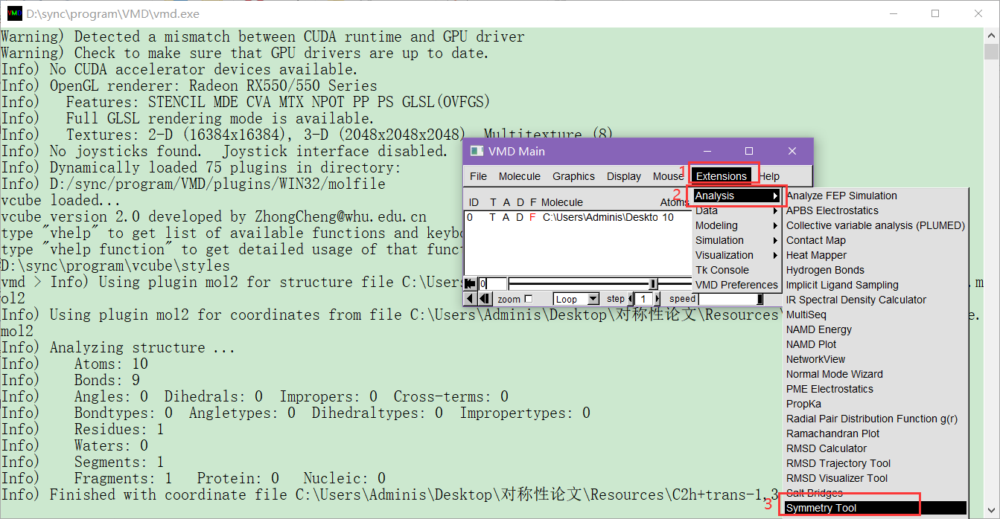 D:\sync\program\VMD\vmd.exe
Warning) Detected a mismatch between CUDA runtime and GPU driver
Warning) Check to make sure that GPU drivers are up to date.
Info) No CUDA accelerator devices available.
Info) OpenGL renderer: Radeon RX550/550 Series
Info)   Features: STENCIL MDE CVA MTX NPOT PP PS GLSL(OVFGS)
Info)   Full GLSL rendering mode is available.
Info)   Textures: 2-D (16384x16384), 3-D (2048x2048x2048), Multitexture (8)
Info) No joysticks found.  Joystick interface disabled.
Info) Dynamically loaded 75 plugins in directory:
Info) D:/sync/program/VMD/plugins/WIN32/molfile
vcube loaded...
vcube version 2.0 developed by ZhongCheng@whu.edu.cn
type "vhelp" to get list of available functions and keybo
type "vhelp function" to get detailed usage of that funct
D:\sync\program\vcube\styles
vmd > Info) Using plugin mol2 for structure file C:\Users
.m
ol2
Info) Using plugin mol2 for coordinates from file C:\Users\Adminis\Desktop\对称性论文\Resources\
e.
mol2
Info) Analyzing structure ...
Info)    Atoms: 10
Info)    Bonds: 9
Info)    Angles: 0  Dihedrals: 0  Impropers: 0  Cross-terms: 0
Info)    Bondtypes: 0  Angletypes: 0  Dihedraltypes: 0  Impropertypes: 0
Info)    Residues: 1
Info)    Waters: 0
Info)    Segments: 1
Info)    Fragments: 1   Protein: 0   Nucleic: 0
Info) Finished with coordinate file C:\Users\Adminis\Desktop\对称性论文\Resources\C2h+trans-1,3
VMD Main
File Molecule Graphics Display Mouse Extensions Help
1
ID T A D F Molecule Atoms
0 T A D F C:\Users\Adminis\Deskto 10
0
zoom Loop step 1 speed
2
Analysis
Data
Modeling
Simulation
Visualization
Tk Console
VMD Preferences
Analyze FEP Simulation
APBS Electrostatics
Collective variable analysis (PLUMED)
Contact Map
Heat Mapper
Hydrogen Bonds
Implicit Ligand Sampling
IR Spectral Density Calculator
MultiSeq
NAMD Energy
NAMD Plot
NetworkView
Normal Mode Wizard
PME Electrostatics
PropKa
Radial Pair Distribution Function g(r)
Ramachandran Plot
RMSD Calculator
RMSD Trajectory Tool
RMSD Visualizer Tool
Salt Bridges
3
Symmetry Tool